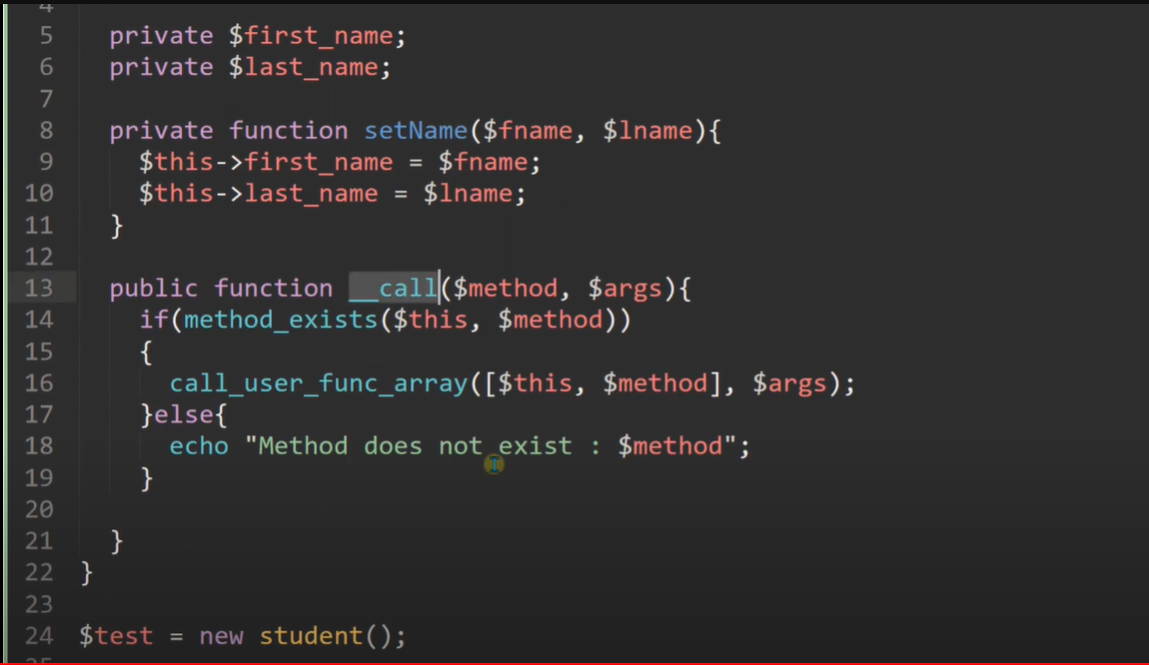 4
5 private $first_name;
6 private $last_name;
7
8 private function setName($fname, $lname){
9 $this->first_name = $fname;
10 $this->last_name = $lname;
11 }
12
13 public function __call($method, $args){
14 if(method_exists($this, $method))
15 {
16 call_user_func_array([$this, $method], $args);
17 }else{
18 echo "Method does not exist : $method";
19 }
20
21 }
22 }
23
24 $test = new student();
25